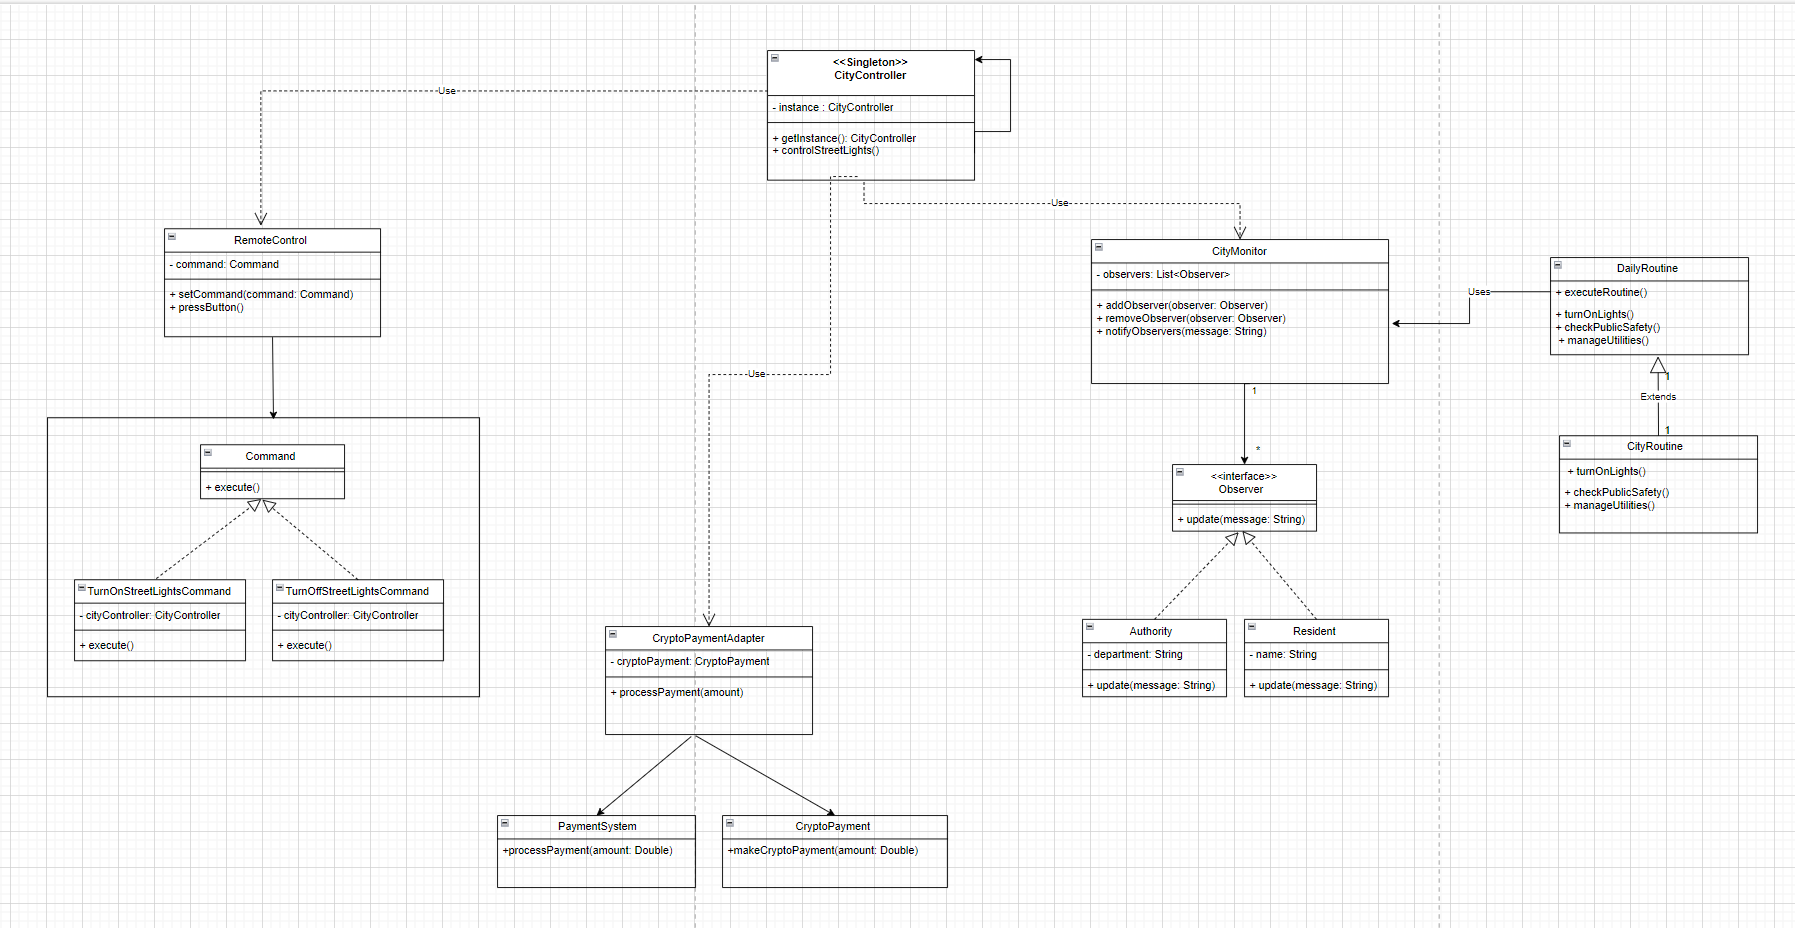 <<Singleton>>
CityController
- instance : CityController
+ getInstance(): CityController
+ controlStreetLights()
Use
Use
Use
RemoteControl
- command: Command
+ setCommand(command: Command)
+ pressButton()
CityMonitor
- observers: List<Observer>
+ addObserver(observer: Observer)
+ removeObserver(observer: Observer)
+ notifyObservers(message: String)
Uses
DailyRoutine
+ executeRoutine()
+ turnOnLights()
+ checkPublicSafety()
+ manageUtilities()
1
Extends
1
CityRoutine
+ turnOnLights()
+ checkPublicSafety()
+ manageUtilities()
1
*
<<interface>>
Observer
+ update(message: String)
Authority
- department: String
+ update(message: String)
Resident
- name: String
+ update(message: String)
Command
+ execute()
TurnOnStreetLightsCommand
- cityController: CityController
+ execute()
TurnOffStreetLightsCommand
- cityController: CityController
+ execute()
CryptoPaymentAdapter
- cryptoPayment: CryptoPayment
+ processPayment(amount)
PaymentSystem
+processPayment(amount: Double)
CryptoPayment
+makeCryptoPayment(amount: Double)